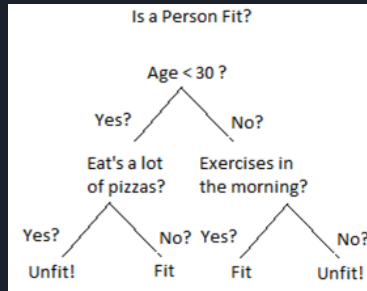 Is a Person Fit?
Age < 30 ?
Yes?
No?
Eat's a lot
of pizzas?
Exercises in
the morning?
Yes?
No?
Yes?
No?
Unfit!
Fit
Fit
Unfit!